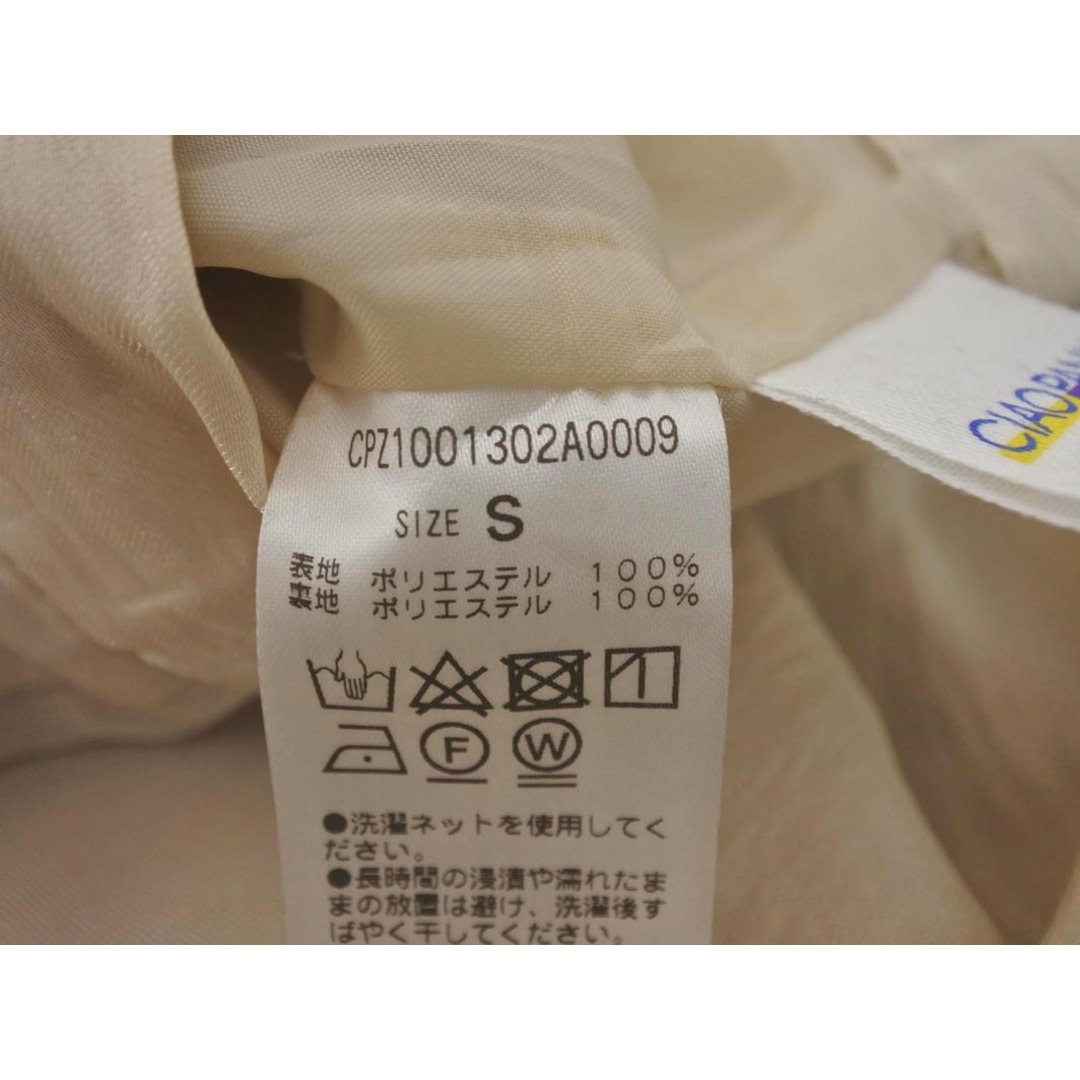 CPZ1001302A0009
SIZE S
表地 ポリエステル 100%
裏地 ポリエステル 100%
F W
●洗濯ネットを使用してく
ださい。
●長時間の浸漬や濡れたま
まの放置は避け、洗濯後す
ばやく干してください。